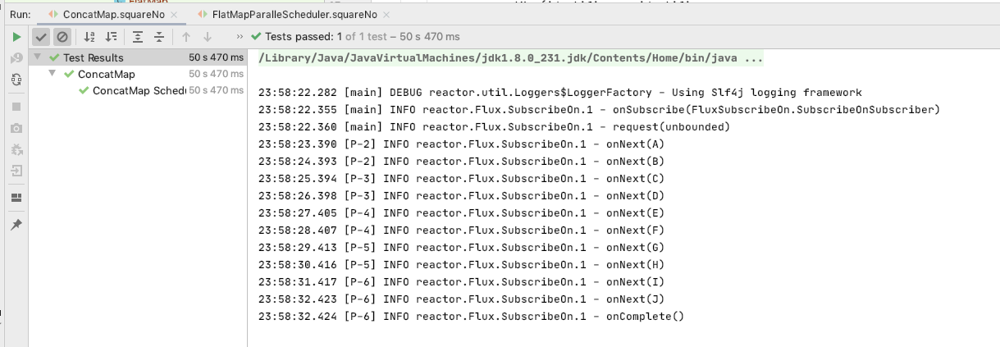 FlatMap
Run: ConcatMap.squareNo × FlatMapParalleScheduler.squareNo ×
Tests passed: 1 of 1 test – 50 s 470 ms
Test Results 50 s 470 ms
ConcatMap 50 s 470 ms
ConcatMap Schedu 50 s 470 ms
/Library/Java/JavaVirtualMachines/jdk1.8.0_231.jdk/Contents/Home/bin/java ...
23:58:22.282 [main] DEBUG reactor.util.Loggers$LoggerFactory - Using Slf4j logging framework
23:58:22.355 [main] INFO reactor.Flux.SubscribeOn.1 - onSubscribe(FluxSubscribeOn.SubscribeOnSubscriber)
23:58:22.360 [main] INFO reactor.Flux.SubscribeOn.1 - request(unbounded)
23:58:23.390 [P-2] INFO reactor.Flux.SubscribeOn.1 - onNext(A)
23:58:24.393 [P-2] INFO reactor.Flux.SubscribeOn.1 - onNext(B)
23:58:25.394 [P-3] INFO reactor.Flux.SubscribeOn.1 - onNext(C)
23:58:26.398 [P-3] INFO reactor.Flux.SubscribeOn.1 - onNext(D)
23:58:27.405 [P-4] INFO reactor.Flux.SubscribeOn.1 - onNext(E)
23:58:28.407 [P-4] INFO reactor.Flux.SubscribeOn.1 - onNext(F)
23:58:29.413 [P-5] INFO reactor.Flux.SubscribeOn.1 - onNext(G)
23:58:30.416 [P-5] INFO reactor.Flux.SubscribeOn.1 - onNext(H)
23:58:31.417 [P-6] INFO reactor.Flux.SubscribeOn.1 - onNext(I)
23:58:32.423 [P-6] INFO reactor.Flux.SubscribeOn.1 - onNext(J)
23:58:32.424 [P-6] INFO reactor.Flux.SubscribeOn.1 - onComplete()